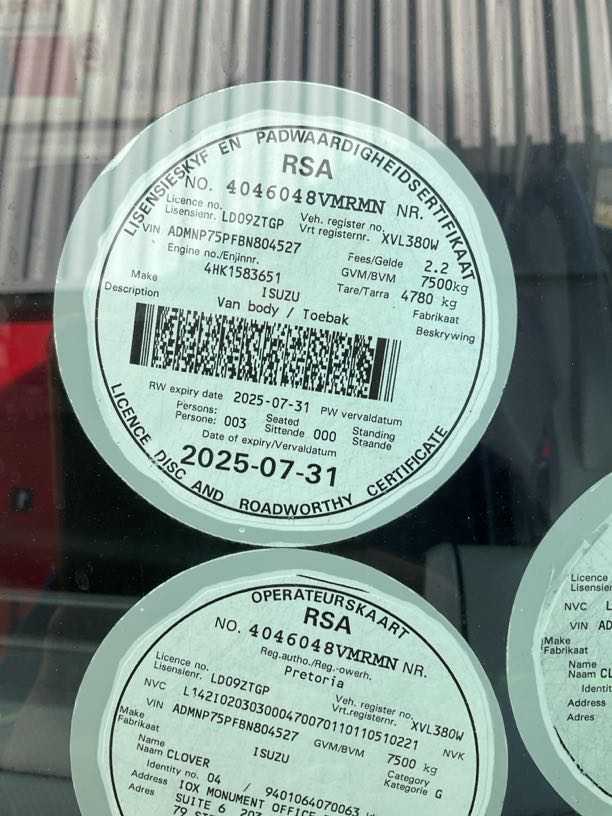 LISENSIESKYF EN PADWAARDIGHEIDSERTIFIKAAT
RSA
NO. 4046048VMRMN NR.
Licence no. Veh. register no.
Lisensienr. LD09ZTGP Vrt registernr. XVL380W
VIN ADMNP75PFBN804527 Fees/Gelde 2.2
Engine no./Enjinnr. GVM/BVM 7500kg
4HK1583651 Tare/Tarra 4780 kg
Make ISUZU Fabrikaat
Description Van body / Toebak Beskrywing
RW expiry date 2025-07-31 PW vervaldatum
Persons: Seated Standing
Persone: 003 Sittende 000 Staande
Date of expiry/Vervaldatum
2025-07-31
LICENCE DISC AND ROADWORTHY CERTIFICATE
OPERATEURSKAART
RSA
NO. 4046048VMRMN NR.
Reg.autho./Reg.-owerh.
Pretoria
Licence no. Veh. register no.
Lisensienr. LD09ZTGP Vrt.registernr. XVL380W
NVC L142I020303000470070110110510221 NVK
VIN ADMNP75PFBN804527 GVM/BVM 7500 kg
Make
Fabrikaat ISUZU Category
Kategorie G
Name
Naam CLOVER
Identity no. 04 / 9401064070063
Address IOX MONUMENT OFFICE
Adres SUITE 6
79
Licence
Lisensier
NVC L
VIN AD
Make
Fabrikaat
Name
Naam CL
Identit
Address
Adres